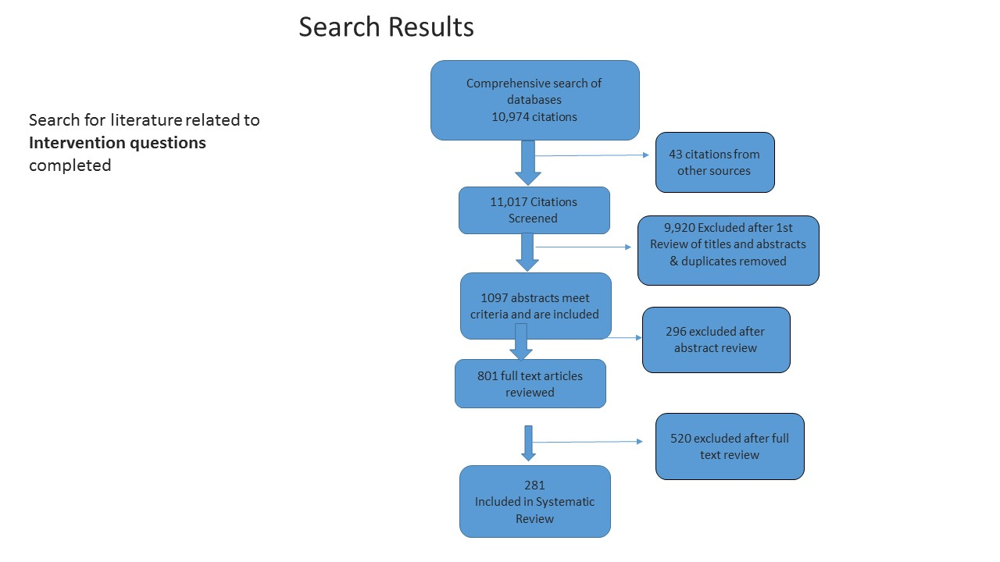 Search Results
Search for literature related to
Intervention questions
completed
Comprehensive search of
databases
10,974 citations
43 citations from
other sources
11,017 Citations
Screened
9,920 Excluded after 1st
Review of titles and abstracts
& duplicates removed
1097 abstracts meet
criteria and are included
296 excluded after
abstract review
801 full text articles
reviewed
520 excluded after full
text review
281
Included in Systematic
Review